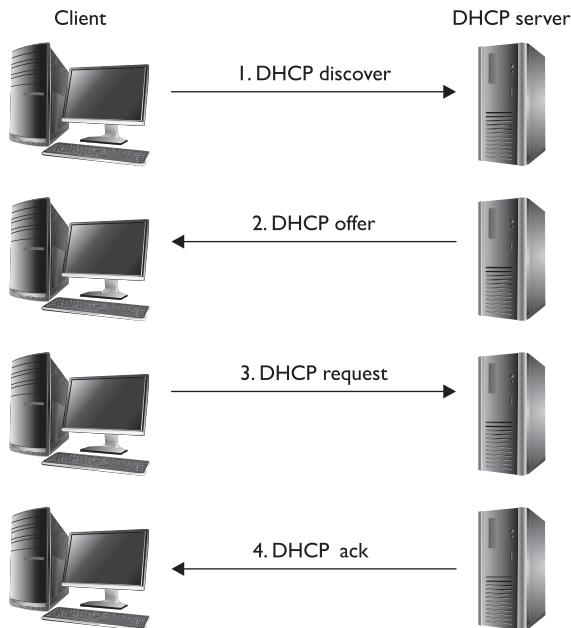 Client
DHCP server
1. DHCP discover
2. DHCP offer
3. DHCP request
4. DHCP ack